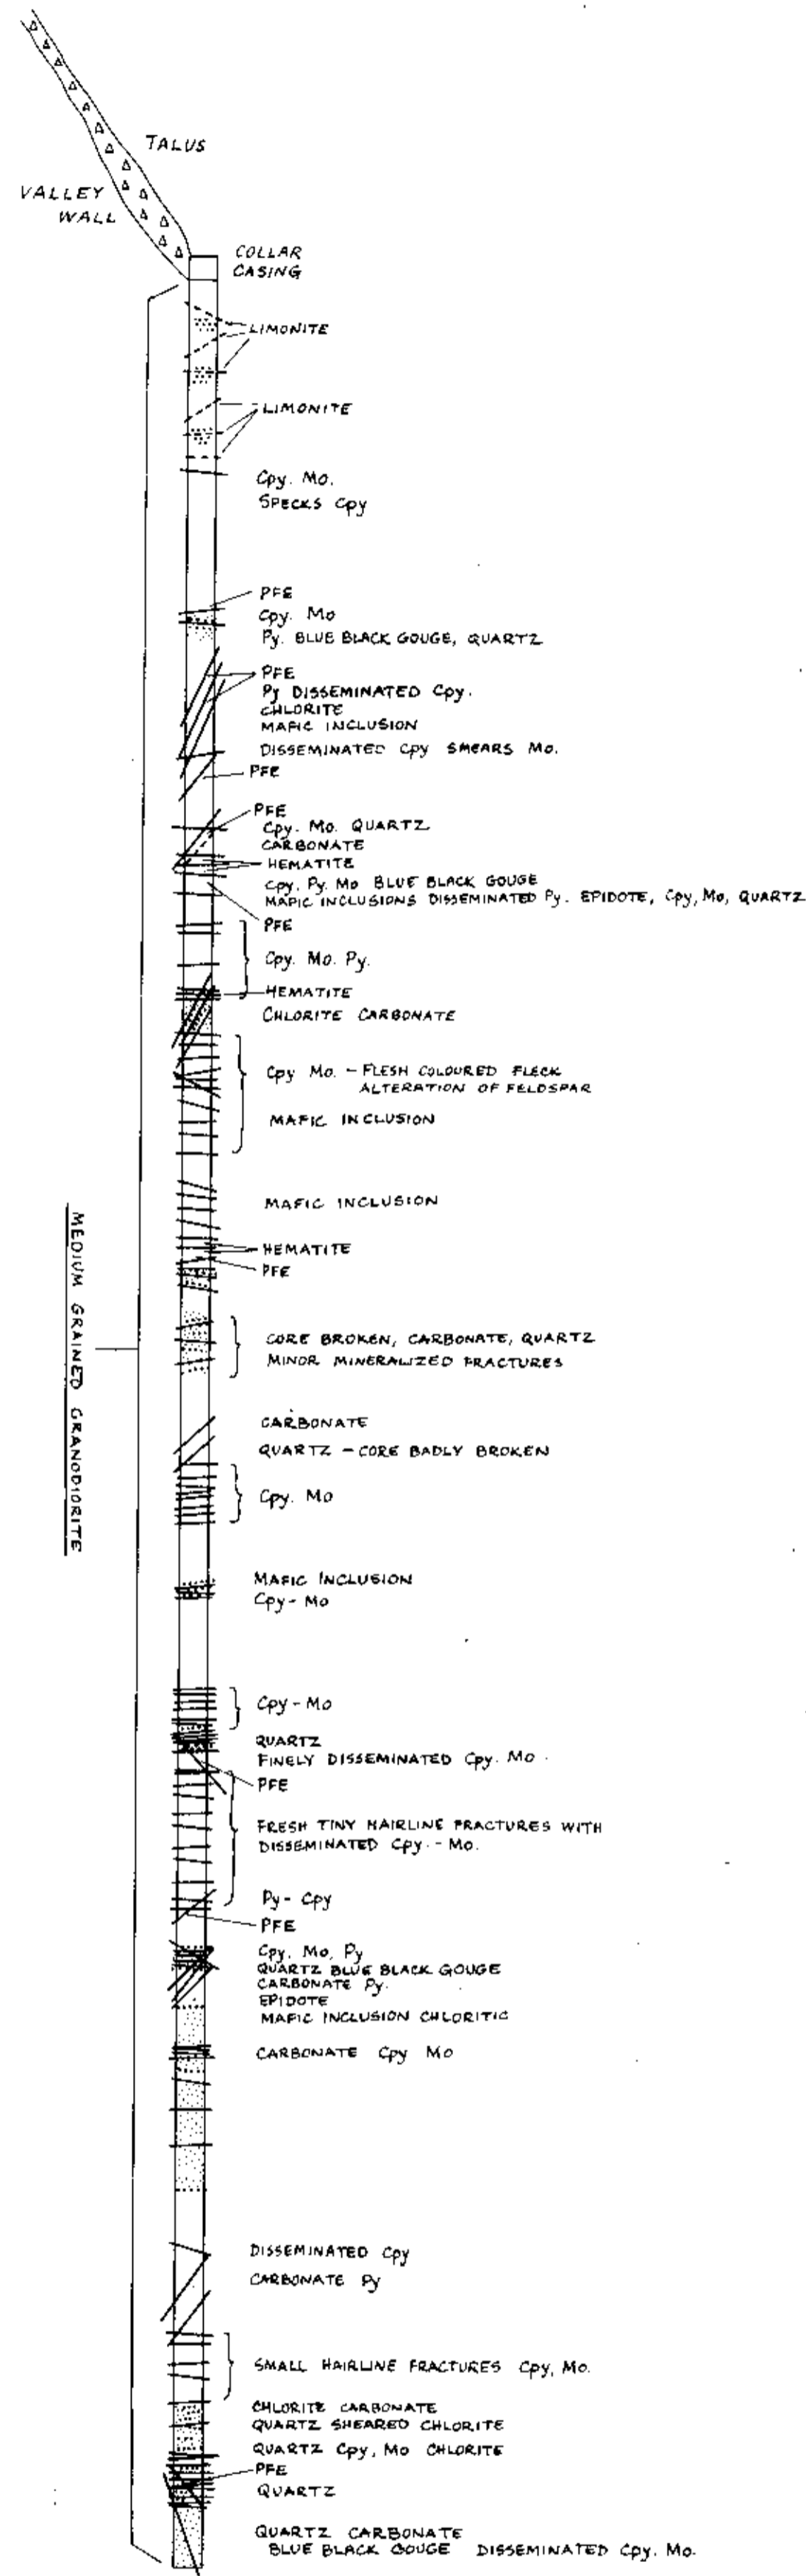 TALUS
VALLEY
WALL
COLLAR
CASING
LIMONITE
LIMONITE
Cpy. Mo.
SPECKS Cpy
PFE
Cpy. Mo
Py. BLUE BLACK GOUGE, QUARTZ
PFE
Py DISSEMINATED Cpy.
CHLORITE
MAFIC INCLUSION
DISSEMINATED Cpy SMEARS Mo.
PFE
PFE
Cpy. Mo. QUARTZ
CARBONATE
HEMATITE
Cpy. Py. Mo BLUE BLACK GOUGE
MAFIC INCLUSIONS DISSEMINATED Py. EPIDOTE, Cpy, Mo, QUARTZ
PFE
Cpy. Mo. Py.
HEMATITE
CHLORITE CARBONATE
Cpy Mo. - FLESH COLOURED FLECK
ALTERATION OF FELDSPAR
MAFIC INCLUSION
MAFIC INCLUSION
HEMATITE
PFE
MEDIUM GRAINED GRANODIORITE
CORE BROKEN, CARBONATE, QUARTZ
MINOR MINERALIZED FRACTURES
CARBONATE
QUARTZ - CORE BADLY BROKEN
Cpy. Mo
MAFIC INCLUSION
Cpy - Mo
Cpy - Mo
QUARTZ
FINELY DISSEMINATED Cpy. Mo.
PFE
FRESH TINY HAIRLINE FRACTURES WITH
DISSEMINATED Cpy. - Mo.
Py - Cpy
PFE
Cpy. Mo, Py
QUARTZ BLUE BLACK GOUGE
CARBONATE Py.
EPIDOTE
MAFIC INCLUSION CHLORITIC
CARBONATE Cpy Mo
DISSEMINATED Cpy
CARBONATE Py
SMALL HAIRLINE FRACTURES Cpy, Mo.
CHLORITE CARBONATE
QUARTZ SHEARED CHLORITE
QUARTZ Cpy, Mo CHLORITE
PFE
QUARTZ
QUARTZ CARBONATE
BLUE BLACK GOUGE DISSEMINATED Cpy. Mo.